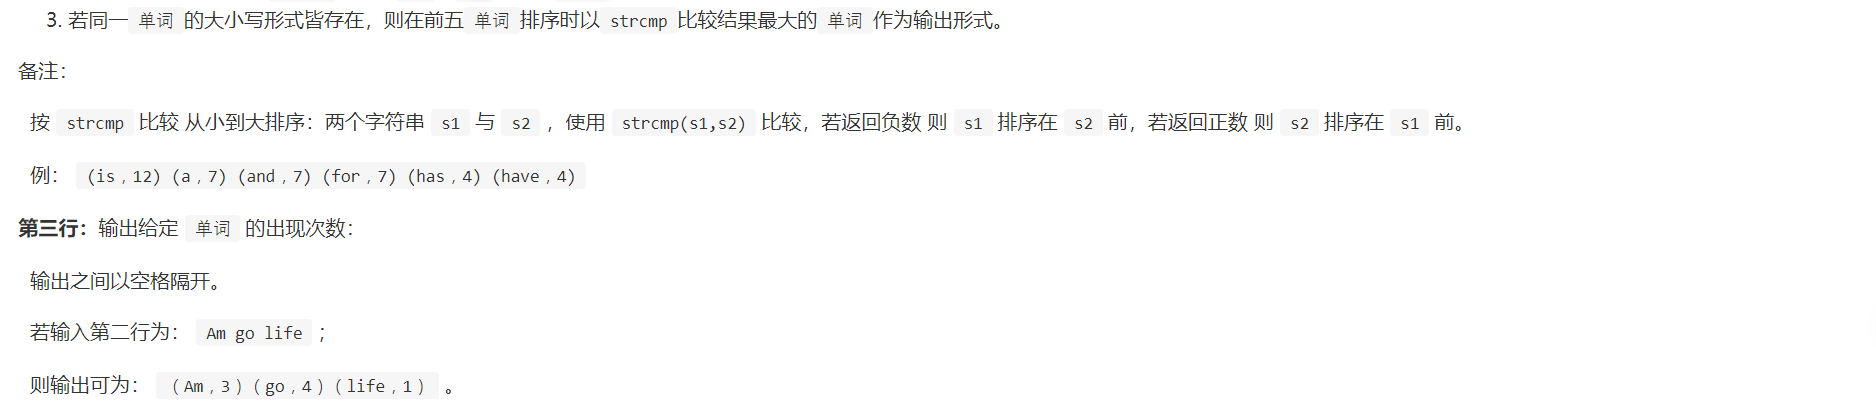 3. 若同一 单词 的大小写形式皆存在，则在前五 单词 排序时以 strcmp 比较结果最大的 单词 作为输出形式。
备注：
按 strcmp 比较 从小到大排序：两个字符串 s1 与 s2 ，使用 strcmp(s1,s2) 比较，若返回负数 则 s1 排序在 s2 前，若返回正数 则 s2 排序在 s1 前。
例： (is，12) (a，7) (and，7) (for，7) (has，4) (have，4)
第三行：输出给定 单词 的出现次数：
输出之间以空格隔开。
若输入第二行为： Am go life ；
则输出可为： （Am，3）（go，4）（life，1） 。